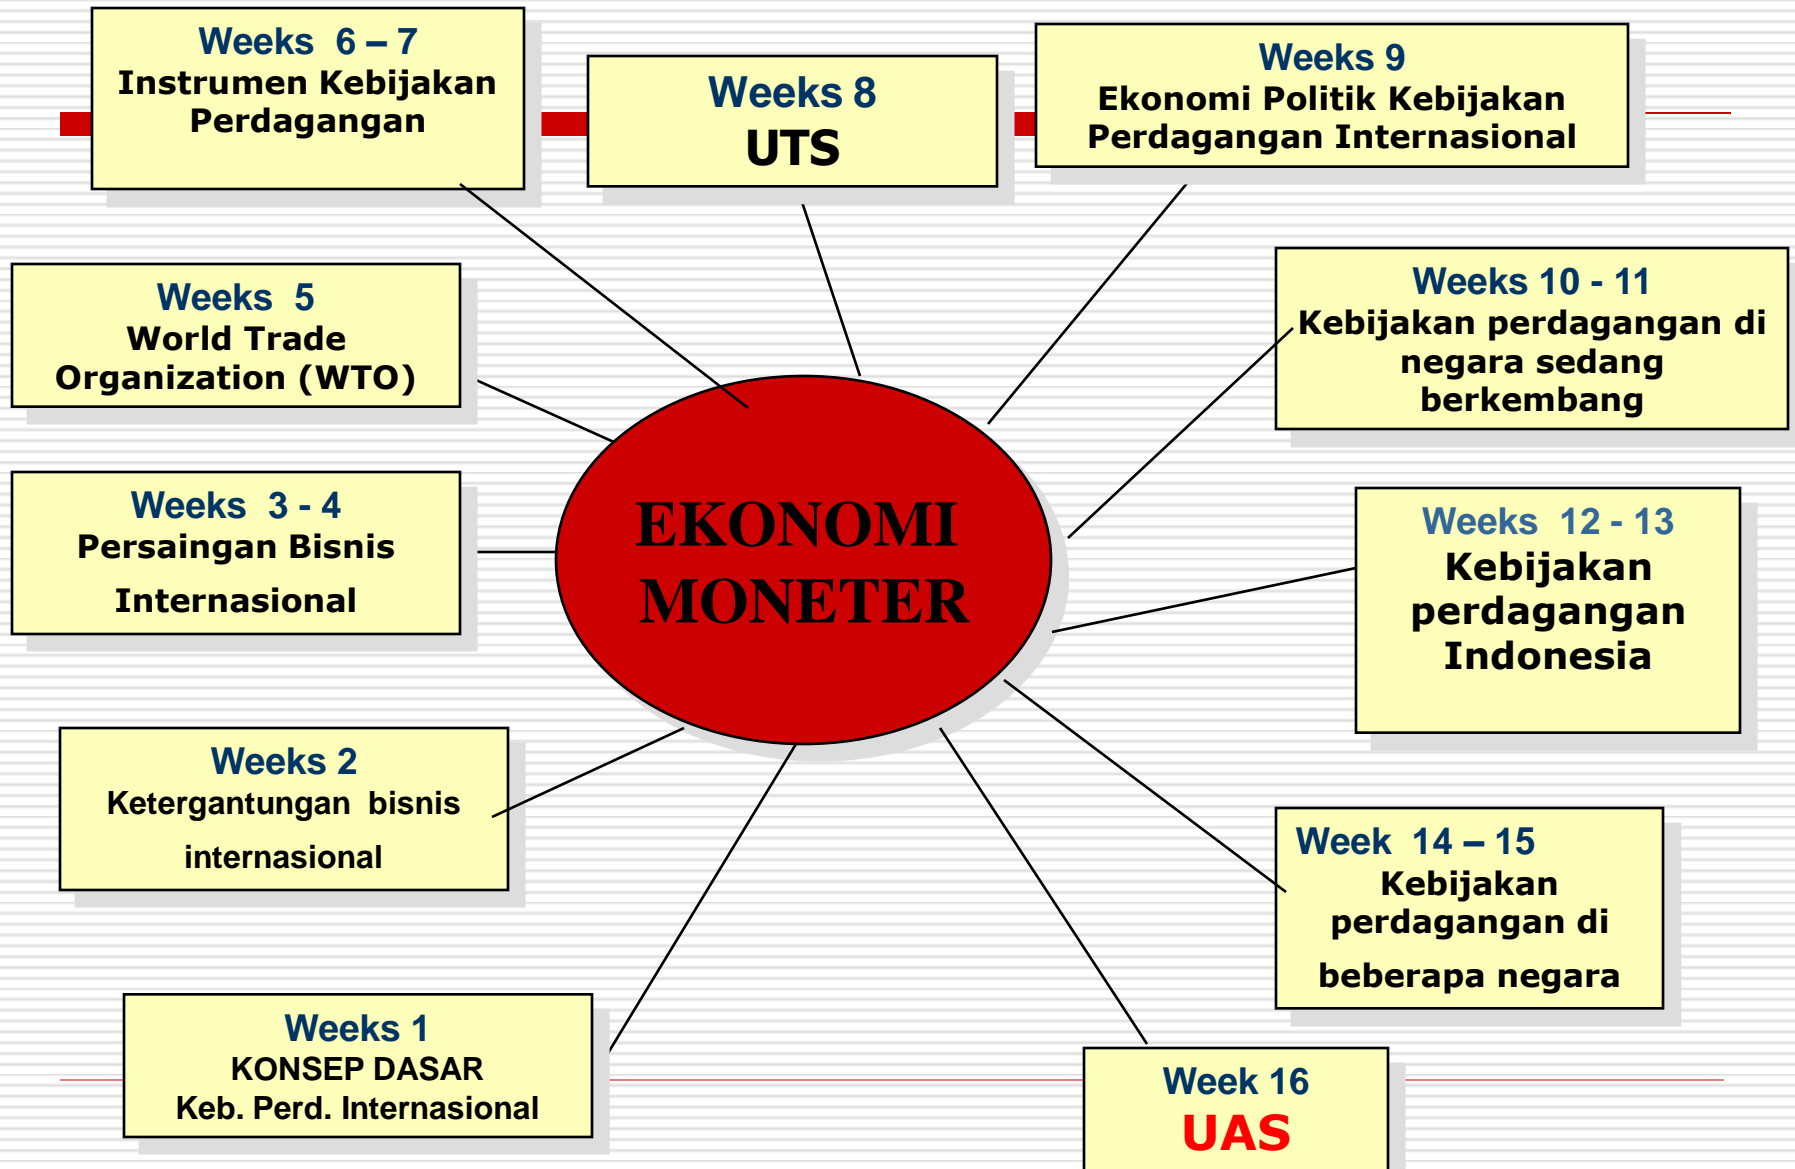 Weeks 6 – 7
Instrumen Kebijakan
Perdagangan
Weeks 8
UTS
Weeks 9
Ekonomi Politik Kebijakan
Perdagangan Internasional
Weeks 5
World Trade
Organization (WTO)
Weeks 10 - 11
Kebijakan perdagangan di
negara sedang
berkembang
Weeks 3 - 4
Persaingan Bisnis
Internasional
EKONOMI
MONETER
Weeks 12 - 13
Kebijakan
perdagangan
Indonesia
Weeks 2
Ketergantungan bisnis
internasional
Week 14 – 15
Kebijakan
perdagangan di
beberapa negara
Weeks 1
KONSEP DASAR
Keb. Perd. Internasional
Week 16
UAS